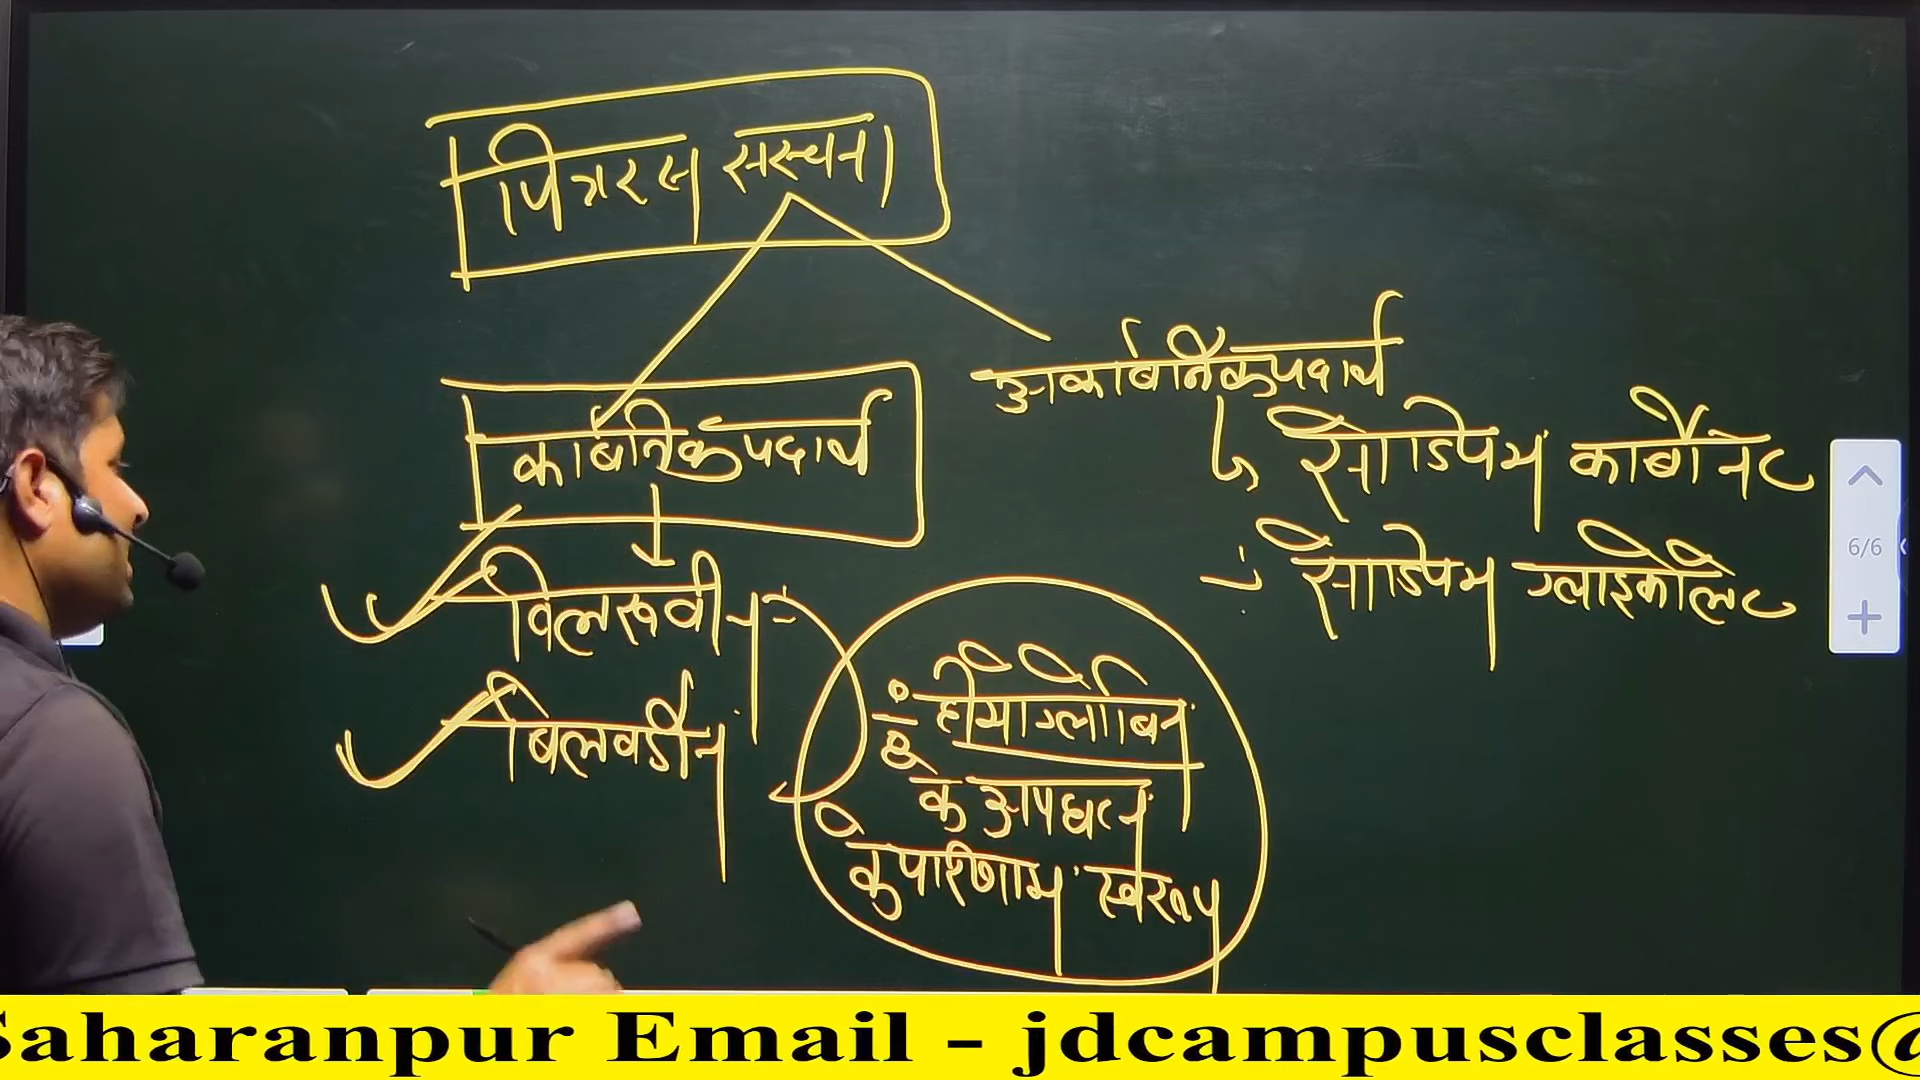 पित्तरस संरचना
कार्बनिक पदार्थ
बिलरूबीन
बिलवर्डीन
अकार्बनिक पदार्थ
सोडियम कार्बोनेट
सोडियम ग्लाइकोलेट
हीमोग्लोबिन
के अपघटन
के परिणाम स्वरूप
6/6
Saharanpur Email - jdcampusclasses@